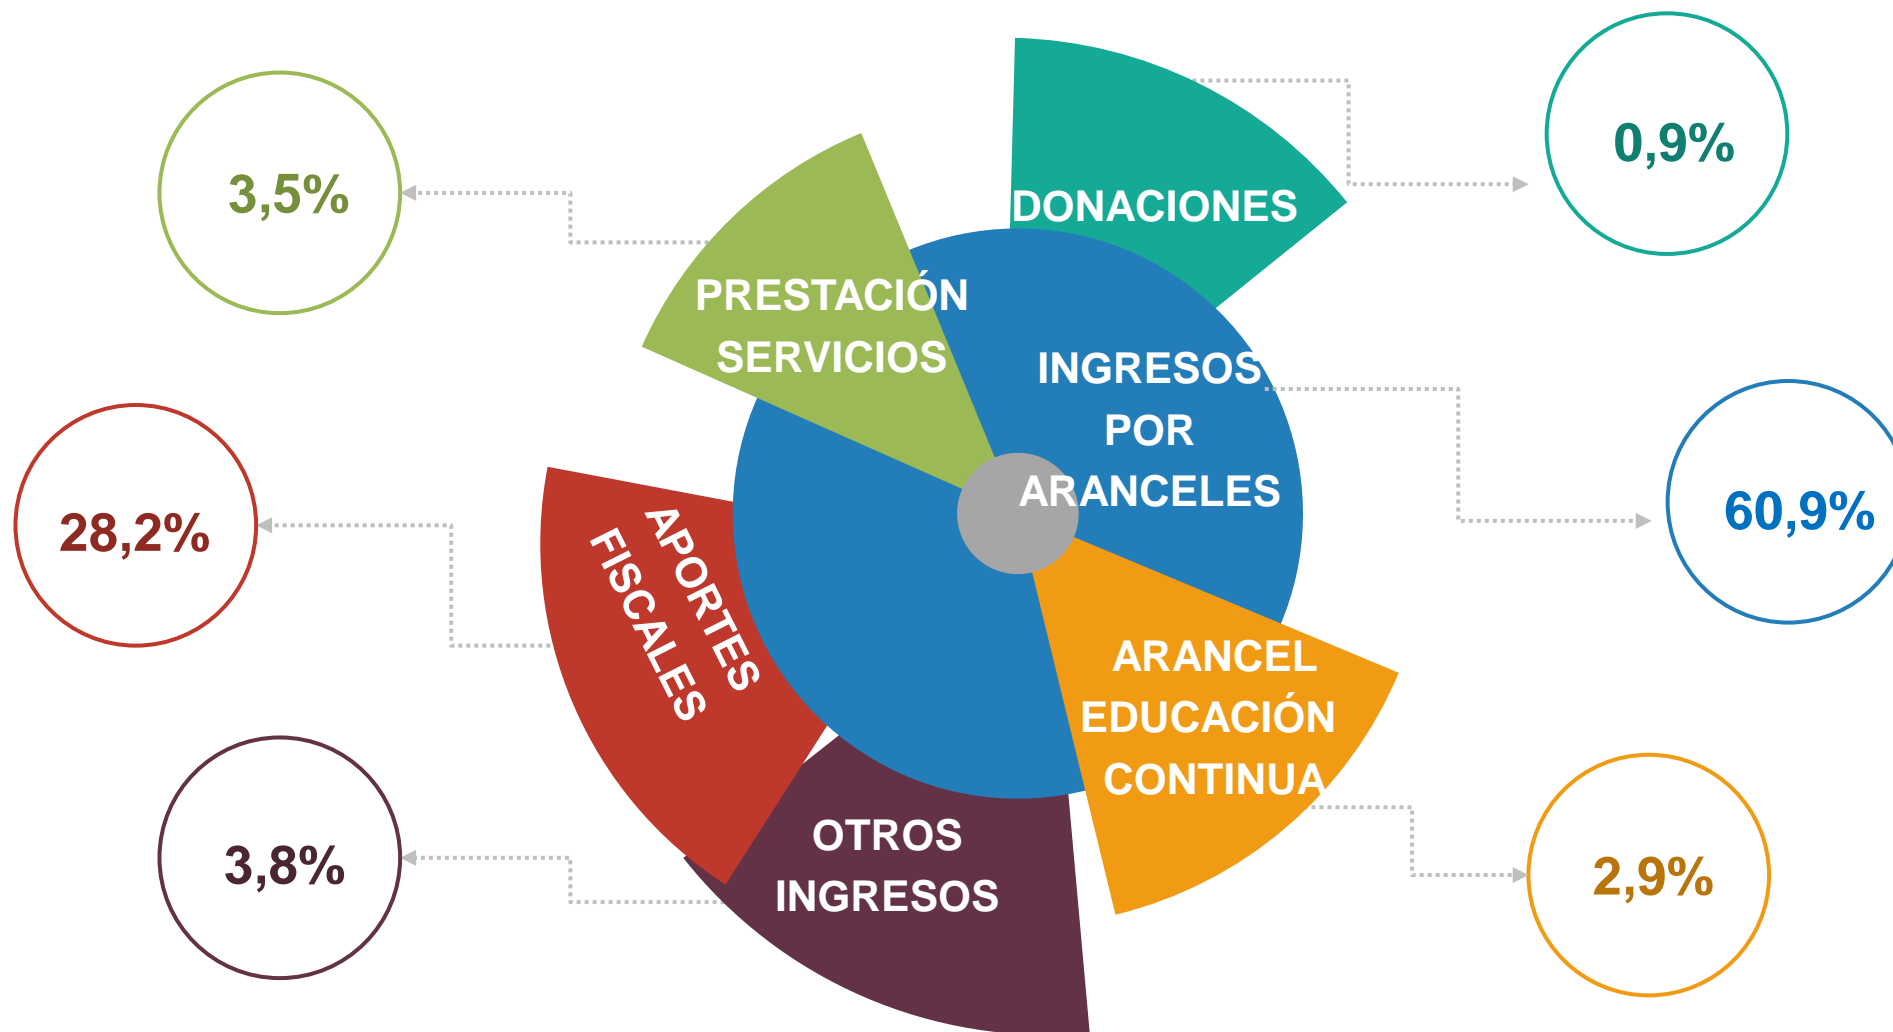 0,9%
3,5%
DONACIONES
PRESTACIÓN
SERVICIOS
INGRESOS
POR
ARANCELES
60,9%
28,2%
APORTES
FISCALES
ARANCEL
EDUCACIÓN
CONTINUA
OTROS
INGRESOS
3,8%
2,9%